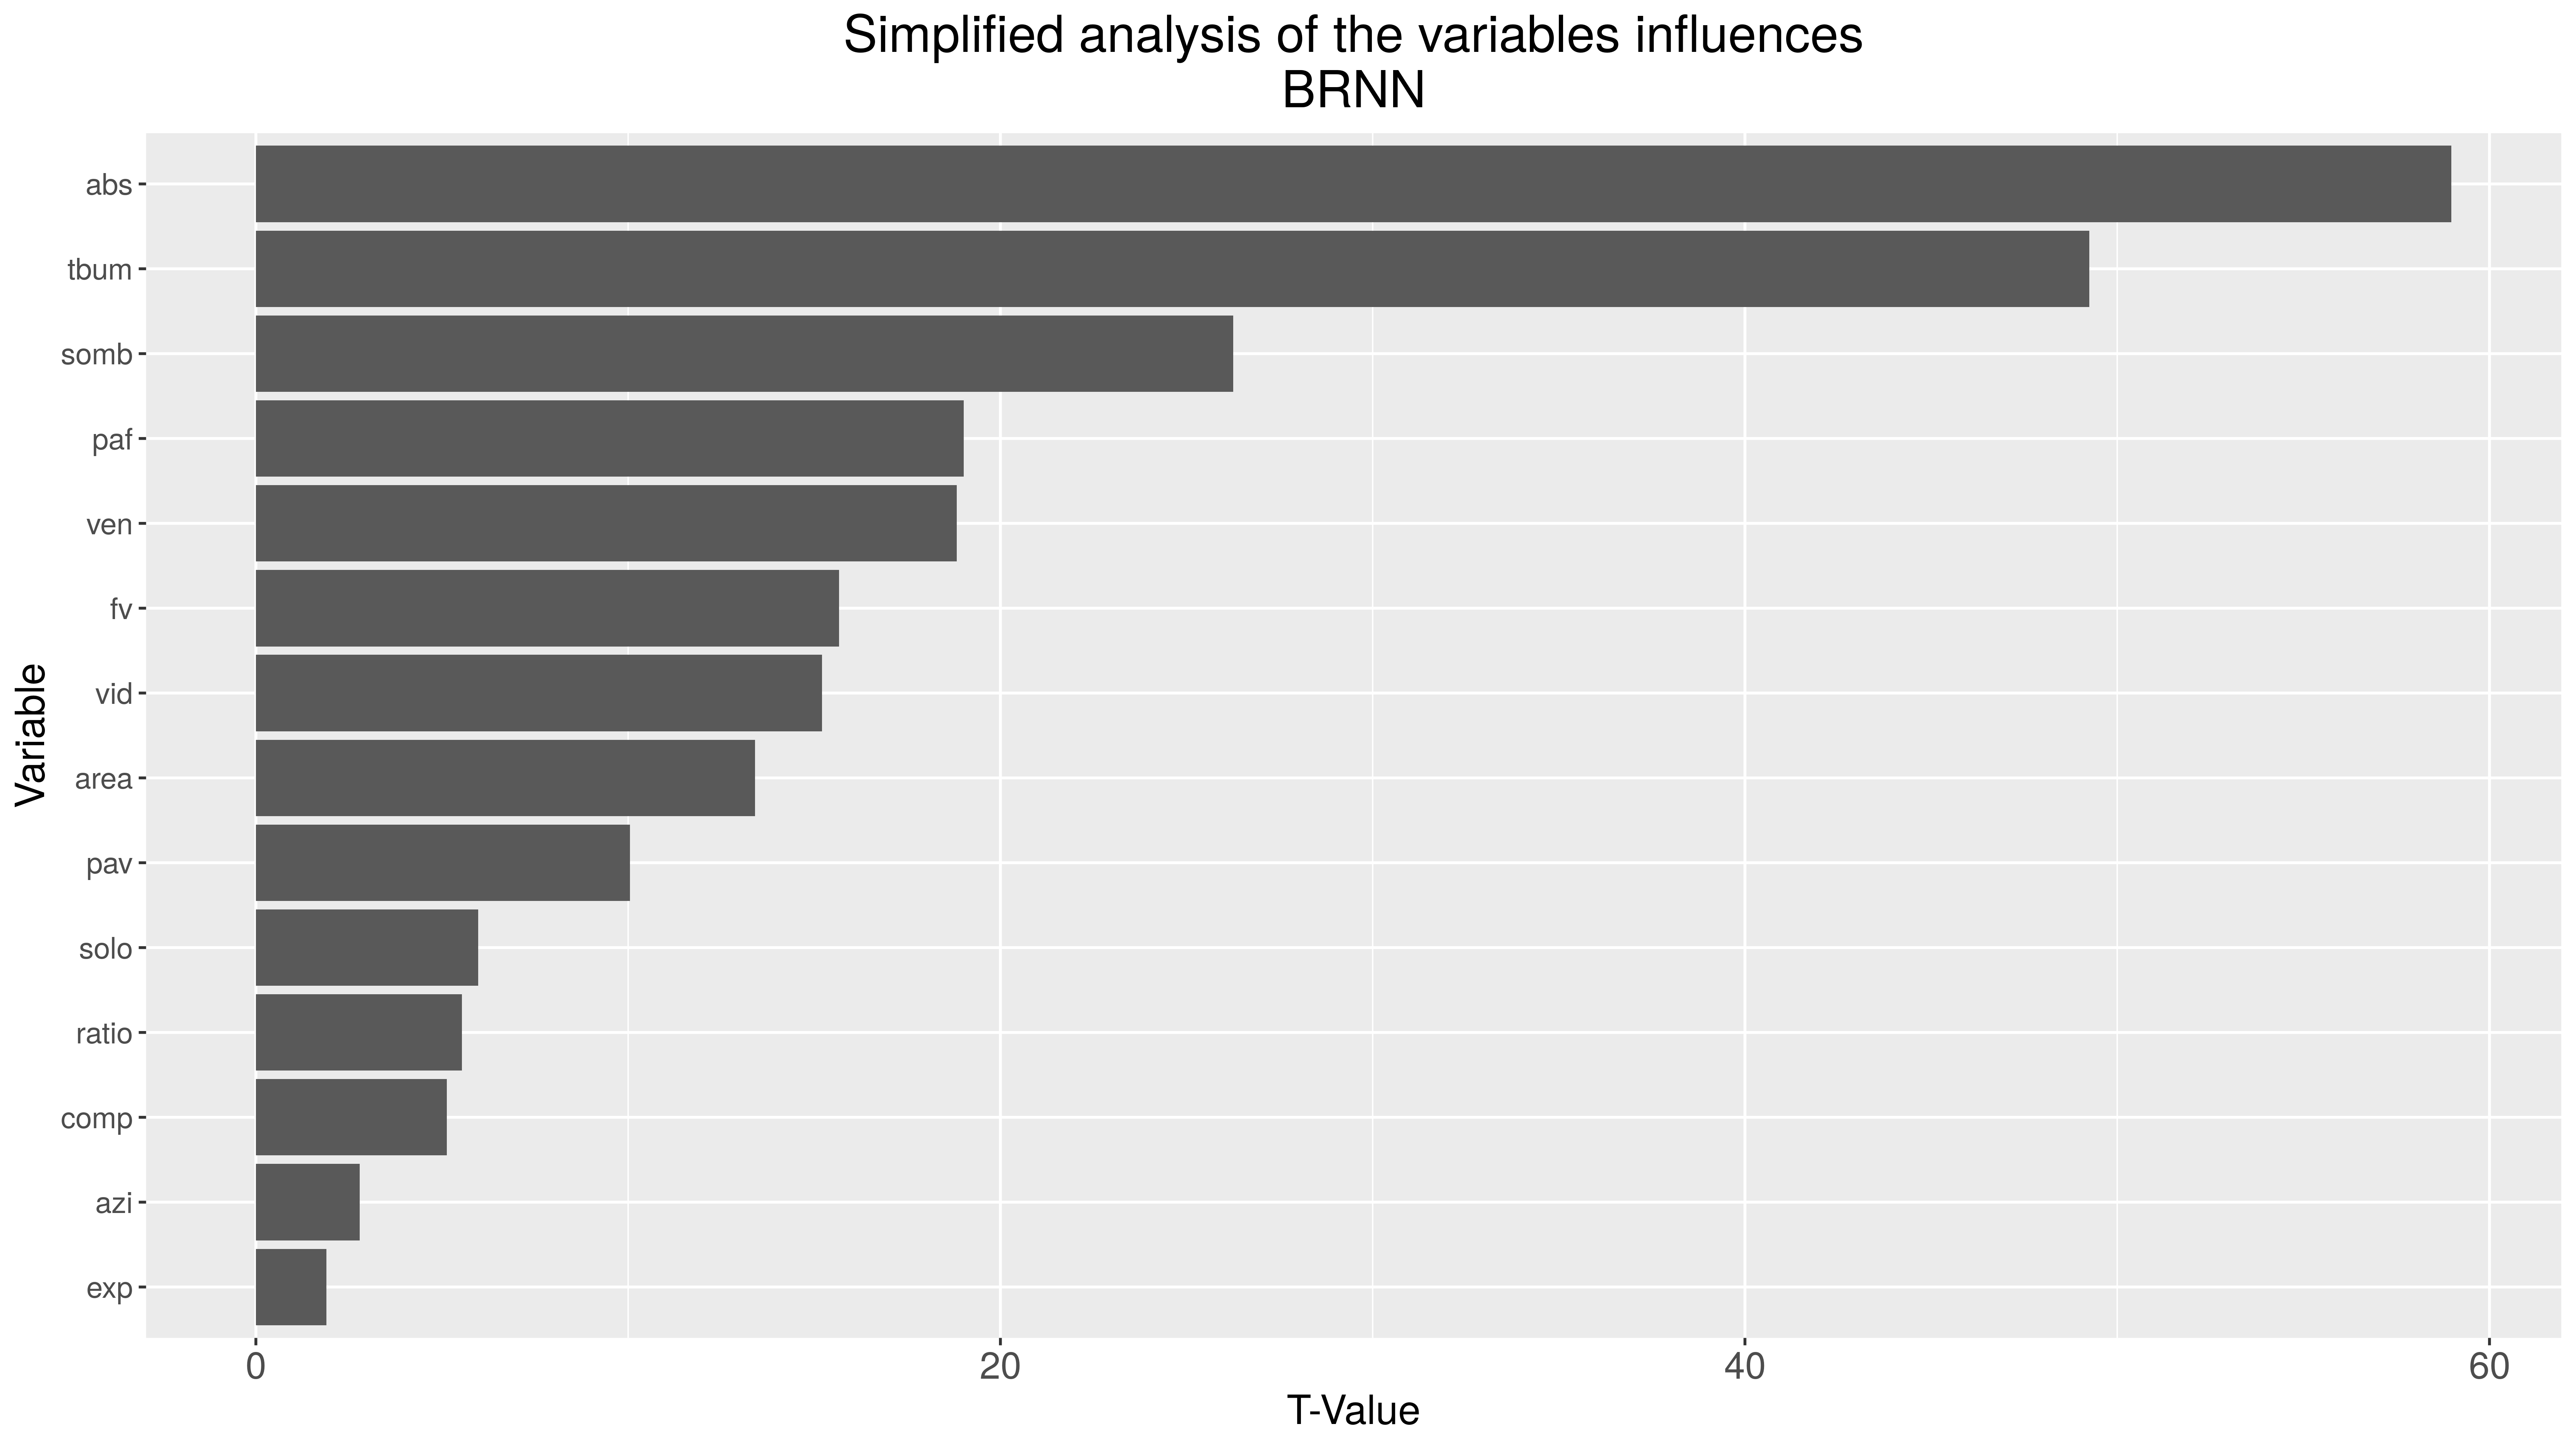 Simplified analysis of the variables influences
BRNN
Variable
abs
tbum
somb
paf
ven
fv
vid
area
pav
solo
ratio
comp
azi
exp
0 20 40 60
T-Value